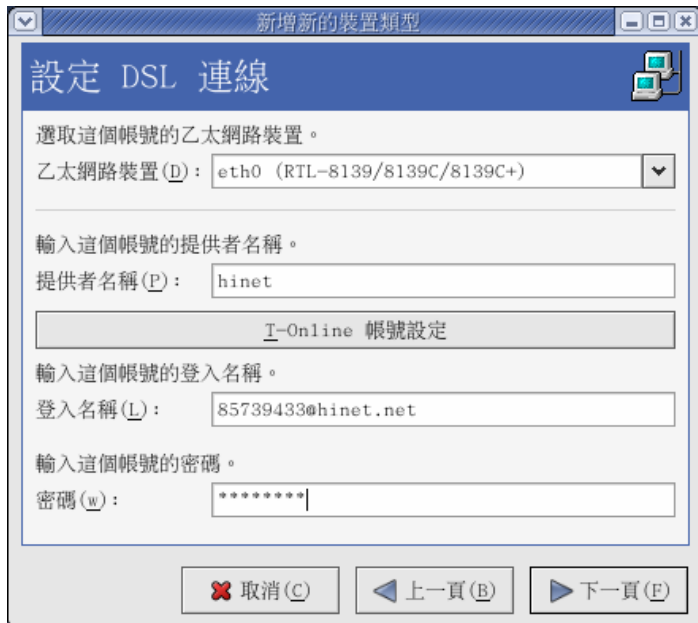 新增新的裝置類型
設定 DSL 連線
選取這個帳號的乙太網路裝置。
乙太網路裝置(D): eth0 (RTL-8139/8139C/8139C+)
輸入這個帳號的提供者名稱。
提供者名稱(P): hinet
T-Online 帳號設定
輸入這個帳號的登入名稱。
登入名稱(L): 85739433@hinet.net
輸入這個帳號的密碼。
密碼(w): ********
取消(C) 上一頁(B) 下一頁(F)